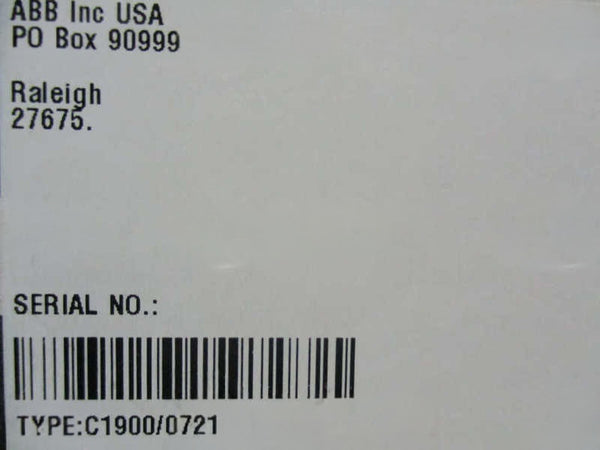 ABB Inc USA
PO Box 90999
Raleigh
27675.
SERIAL NO.:
TYPE:C1900/0721